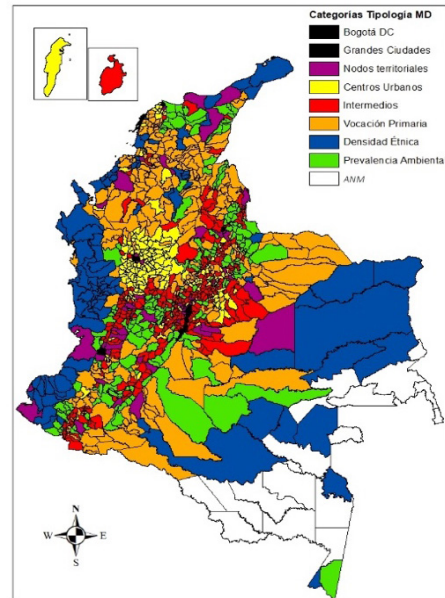 Categorías Tipología MD
Bogotá DC
Grandes Ciudades
Nodos territoriales
Centros Urbanos
Intermedios
Vocación Primaria
Densidad Étnica
Prevalencia Ambienta
ANM
N
W E
S